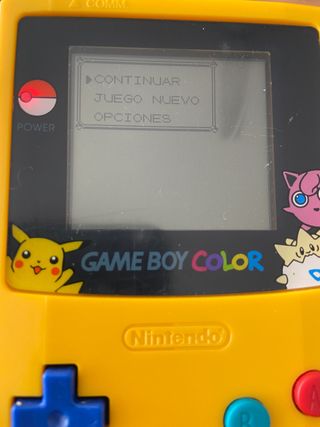 COMM.
CONTINUAR
JUEGO NUEVO
OPCIONES
POWER
GAME BOY COLOR
Nintendo
A
B